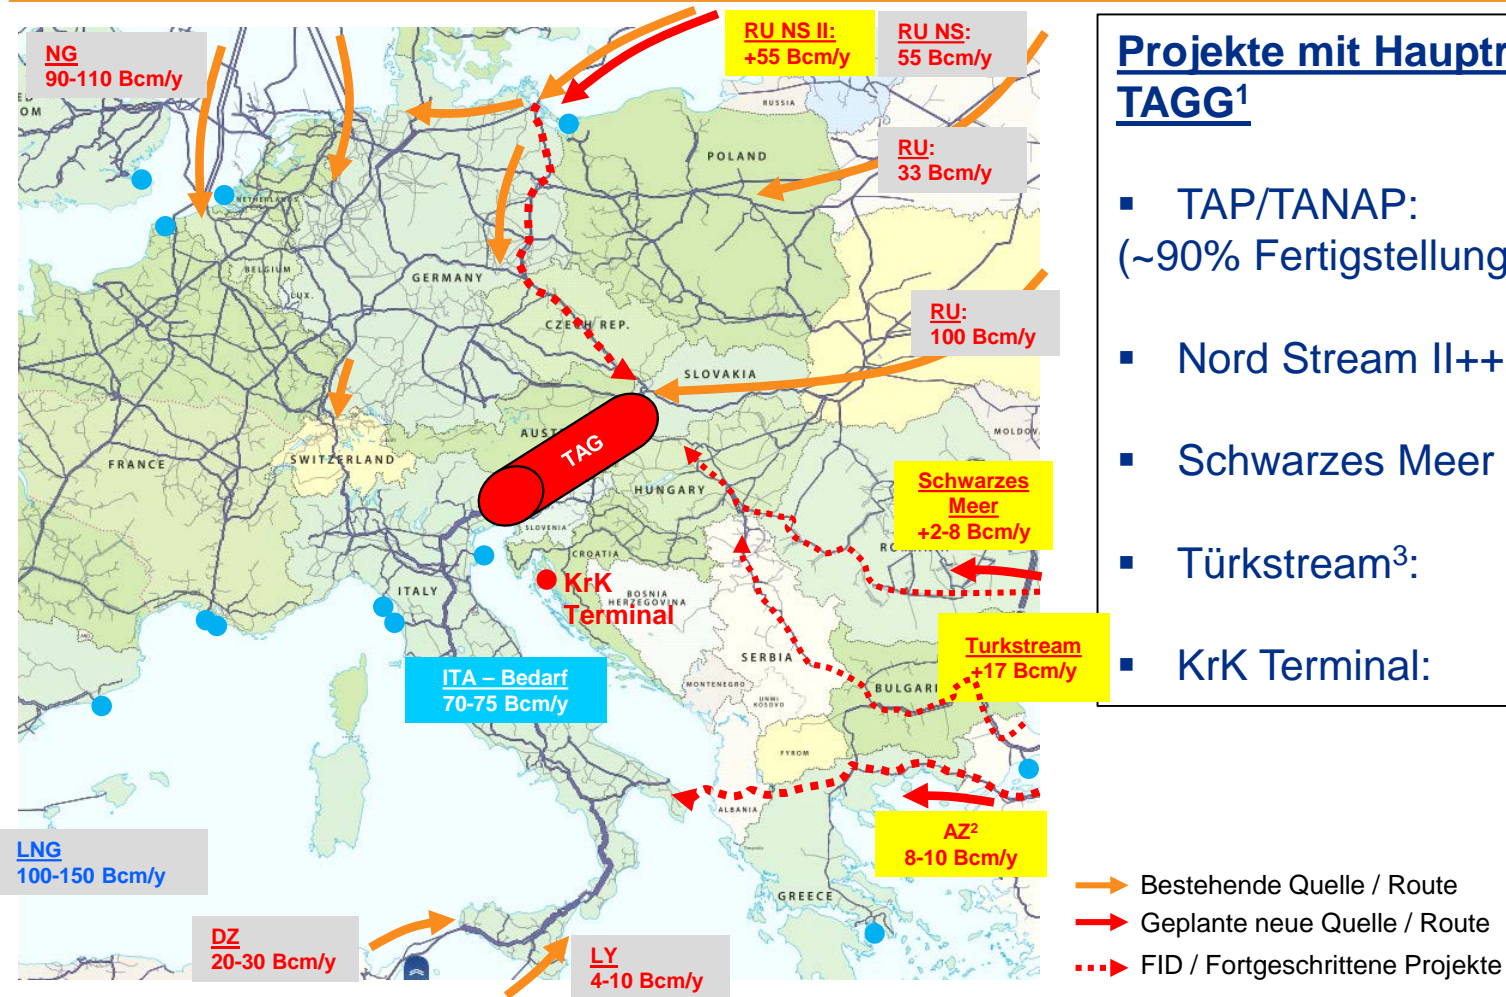 NG
90-110 Bcm/y
RU NS II:
+55 Bcm/y
RU NS:
55 Bcm/y
RU:
33 Bcm/y
RU:
100 Bcm/y
OM
RUSSIA
POLAND
NETHERLANDS
BELGIUM
LUX.
GERMANY
CZECH REP.
SLOVAKIA
MOLDOV
FRANCE
SWITZERLAND
AUST
TAG
HUNGARY
SLOVENIA
CROATIA
Schwarzes
Meer
+2-8 Bcm/y
KrK
Terminal
ITALY
BOSNIA
HERZEGOVINA
SERBIA
MONTENEGRO
UNMI
KOSOVO
BULGAR
Turkstream
+17 Bcm/y
ITA – Bedarf
70-75 Bcm/y
FYROM
ALBANIA
AZ²
8-10 Bcm/y
GREECE
LNG
100-150 Bcm/y
DZ
20-30 Bcm/y
LY
4-10 Bcm/y
Projekte mit Hauptr
TAGG¹
▪ TAP/TANAP:
(~90% Fertigstellung
▪ Nord Stream II++
▪ Schwarzes Meer
▪ Türkstream³:
▪ KrK Terminal:
Bestehende Quelle / Route
Geplante neue Quelle / Route
FID / Fortgeschrittene Projekte